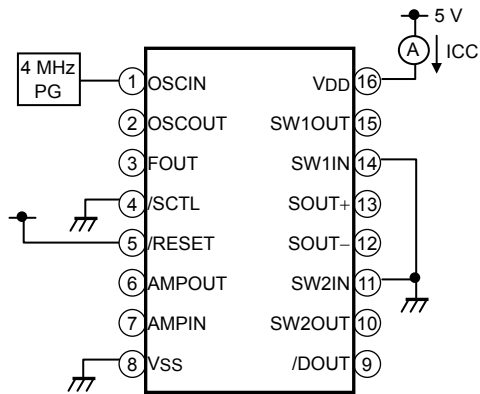 5 V
A
ICC
4 MHz
PG
1 OSCIN
2 OSCOUT
3 FOUT
4 /SCTL
5 /RESET
6 AMPOUT
7 AMPIN
8 VSS
VDD 16
SW1OUT 15
SW1IN 14
SOUT+ 13
SOUT− 12
SW2IN 11
SW2OUT 10
/DOUT 9